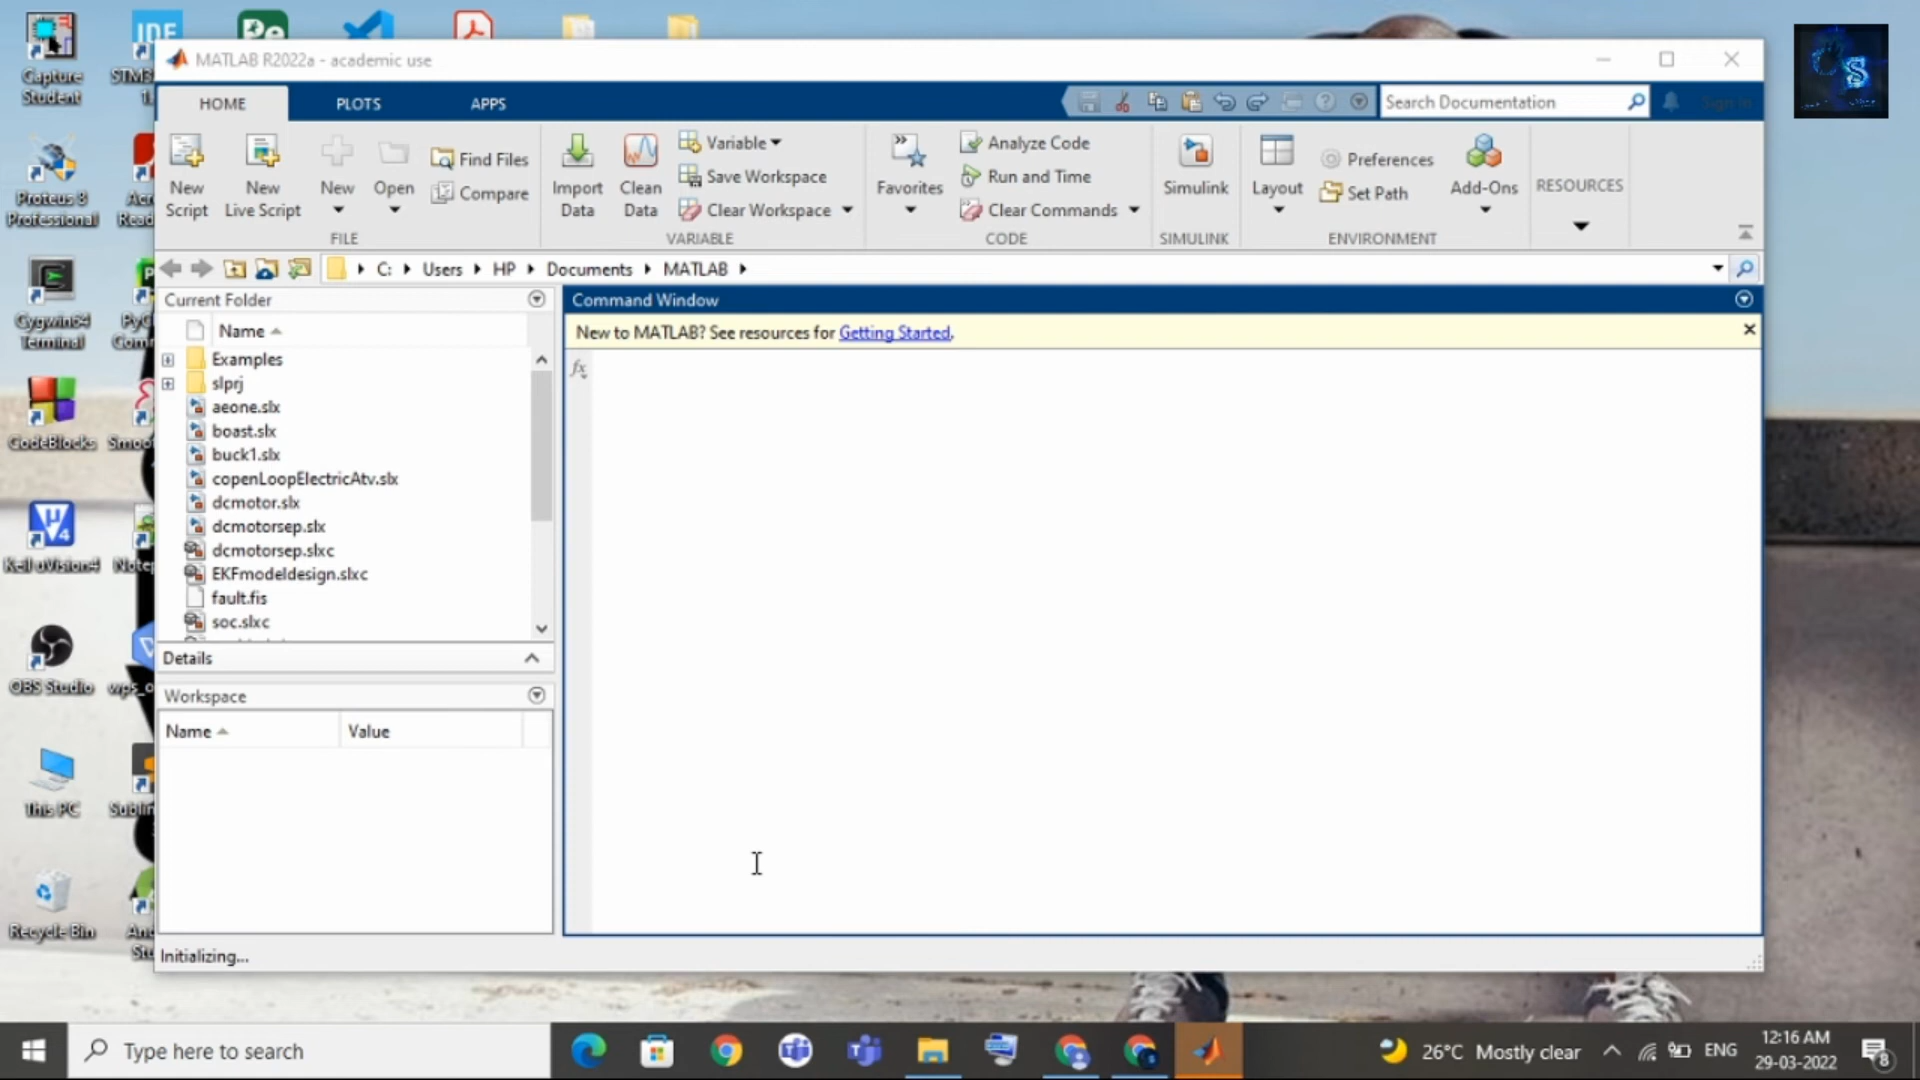 Capture
Student
IDE
MATLAB R2022a - academic use
HOME
PLOTS
APPS
Search Documentation
Sign In
New
Script
New
Live Script
New
Open
Find Files
Compare
FILE
Import
Data
Clean
Data
Variable
Save Workspace
Clear Workspace
VARIABLE
Favorites
Analyze Code
Run and Time
Clear Commands
CODE
Simulink
SIMULINK
Layout
Preferences
Set Path
Add-Ons
ENVIRONMENT
RESOURCES
C:
Users
HP
Documents
MATLAB
Current Folder
Name
Examples
slprj
aeone.slx
boast.slx
buck1.slx
copenLoopElectricAtv.slx
dcmotor.slx
dcmotorsep.slx
dcmotorsep.slxc
EKFmodeldesign.slxc
fault.fis
soc.slxc
Details
Workspace
Name
Value
Initializing...
Command Window
New to MATLAB? See resources for Getting Started.
fx
Proteus 8
Professional
Cygwin64
Terminal
CodeBlocks
Keil uVision4
OBS Studio
This PC
Recycle Bin
Type here to search
26°C Mostly clear
ENG
12:16 AM
29-03-2022
8